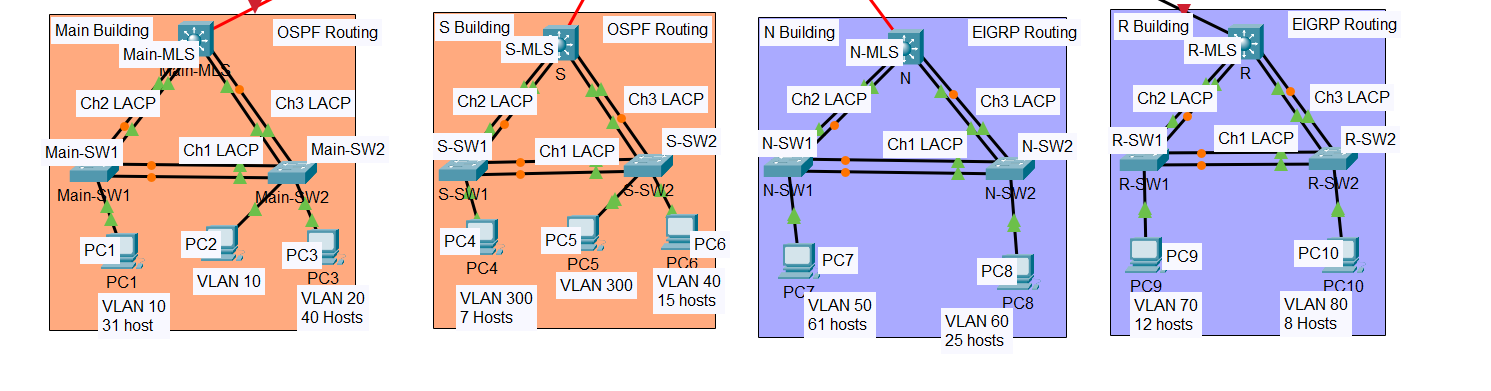 Main Building
OSPF Routing
Main-MLS
Main-MLS
Ch2 LACP
Ch3 LACP
Ch1 LACP
Main-SW1
Main-SW2
Main-SW1
Main-SW2
PC1
PC2
PC3
PC1
PC3
VLAN 10
31 host
VLAN 10
VLAN 20
40 Hosts
S Building
OSPF Routing
S-MLS
S
Ch2 LACP
Ch3 LACP
Ch1 LACP
S-SW1
S-SW2
S-SW1
S-SW2
PC4
PC5
PC6
PC4
PC5
PC6
VLAN 300
7 Hosts
VLAN 300
VLAN 40
15 hosts
N Building
EIGRP Routing
N-MLS
N
Ch2 LACP
Ch3 LACP
Ch1 LACP
N-SW1
N-SW2
N-SW1
N-SW2
PC7
PC8
PC7
PC8
VLAN 50
61 hosts
VLAN 60
25 hosts
R Building
EIGRP Routing
R-MLS
R
Ch2 LACP
Ch3 LACP
Ch1 LACP
R-SW1
R-SW2
R-SW1
R-SW2
PC9
PC10
PC9
PC10
VLAN 70
12 hosts
VLAN 80
8 Hosts